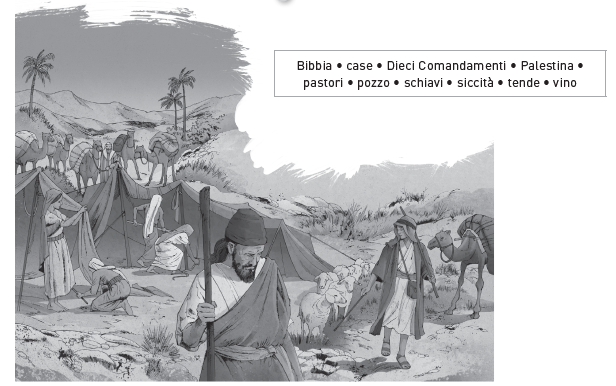 Bibbia • case • Dieci Comandamenti • Palestina •
pastori • pozzo • schiavi • siccità • tende • vino